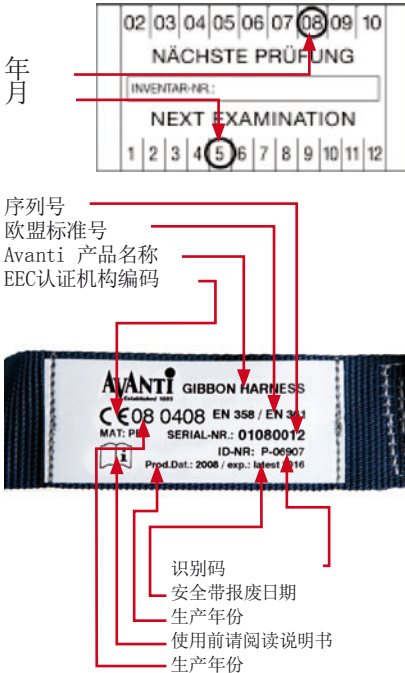 02 03 04 05 06 07 08 09 10
NÄCHSTE PRÜFUNG
年
月
INVENTAR-NR.:
NEXT EXAMINATION
1 2 3 4 5 6 7 8 9 10 11 12
序列号
欧盟标准号
Avanti 产品名称
EEC认证机构编码
AVANTI GIBBON HARNESS
Established 1885
CE08 0408 EN 358 / EN 361
MAT: PE SERIAL-NR.: 01080012
i ID-NR: P-06907
Prod.Dat.: 2008 / exp.: latest 2016
识别码
安全带报废日期
生产年份
使用前请阅读说明书
生产年份